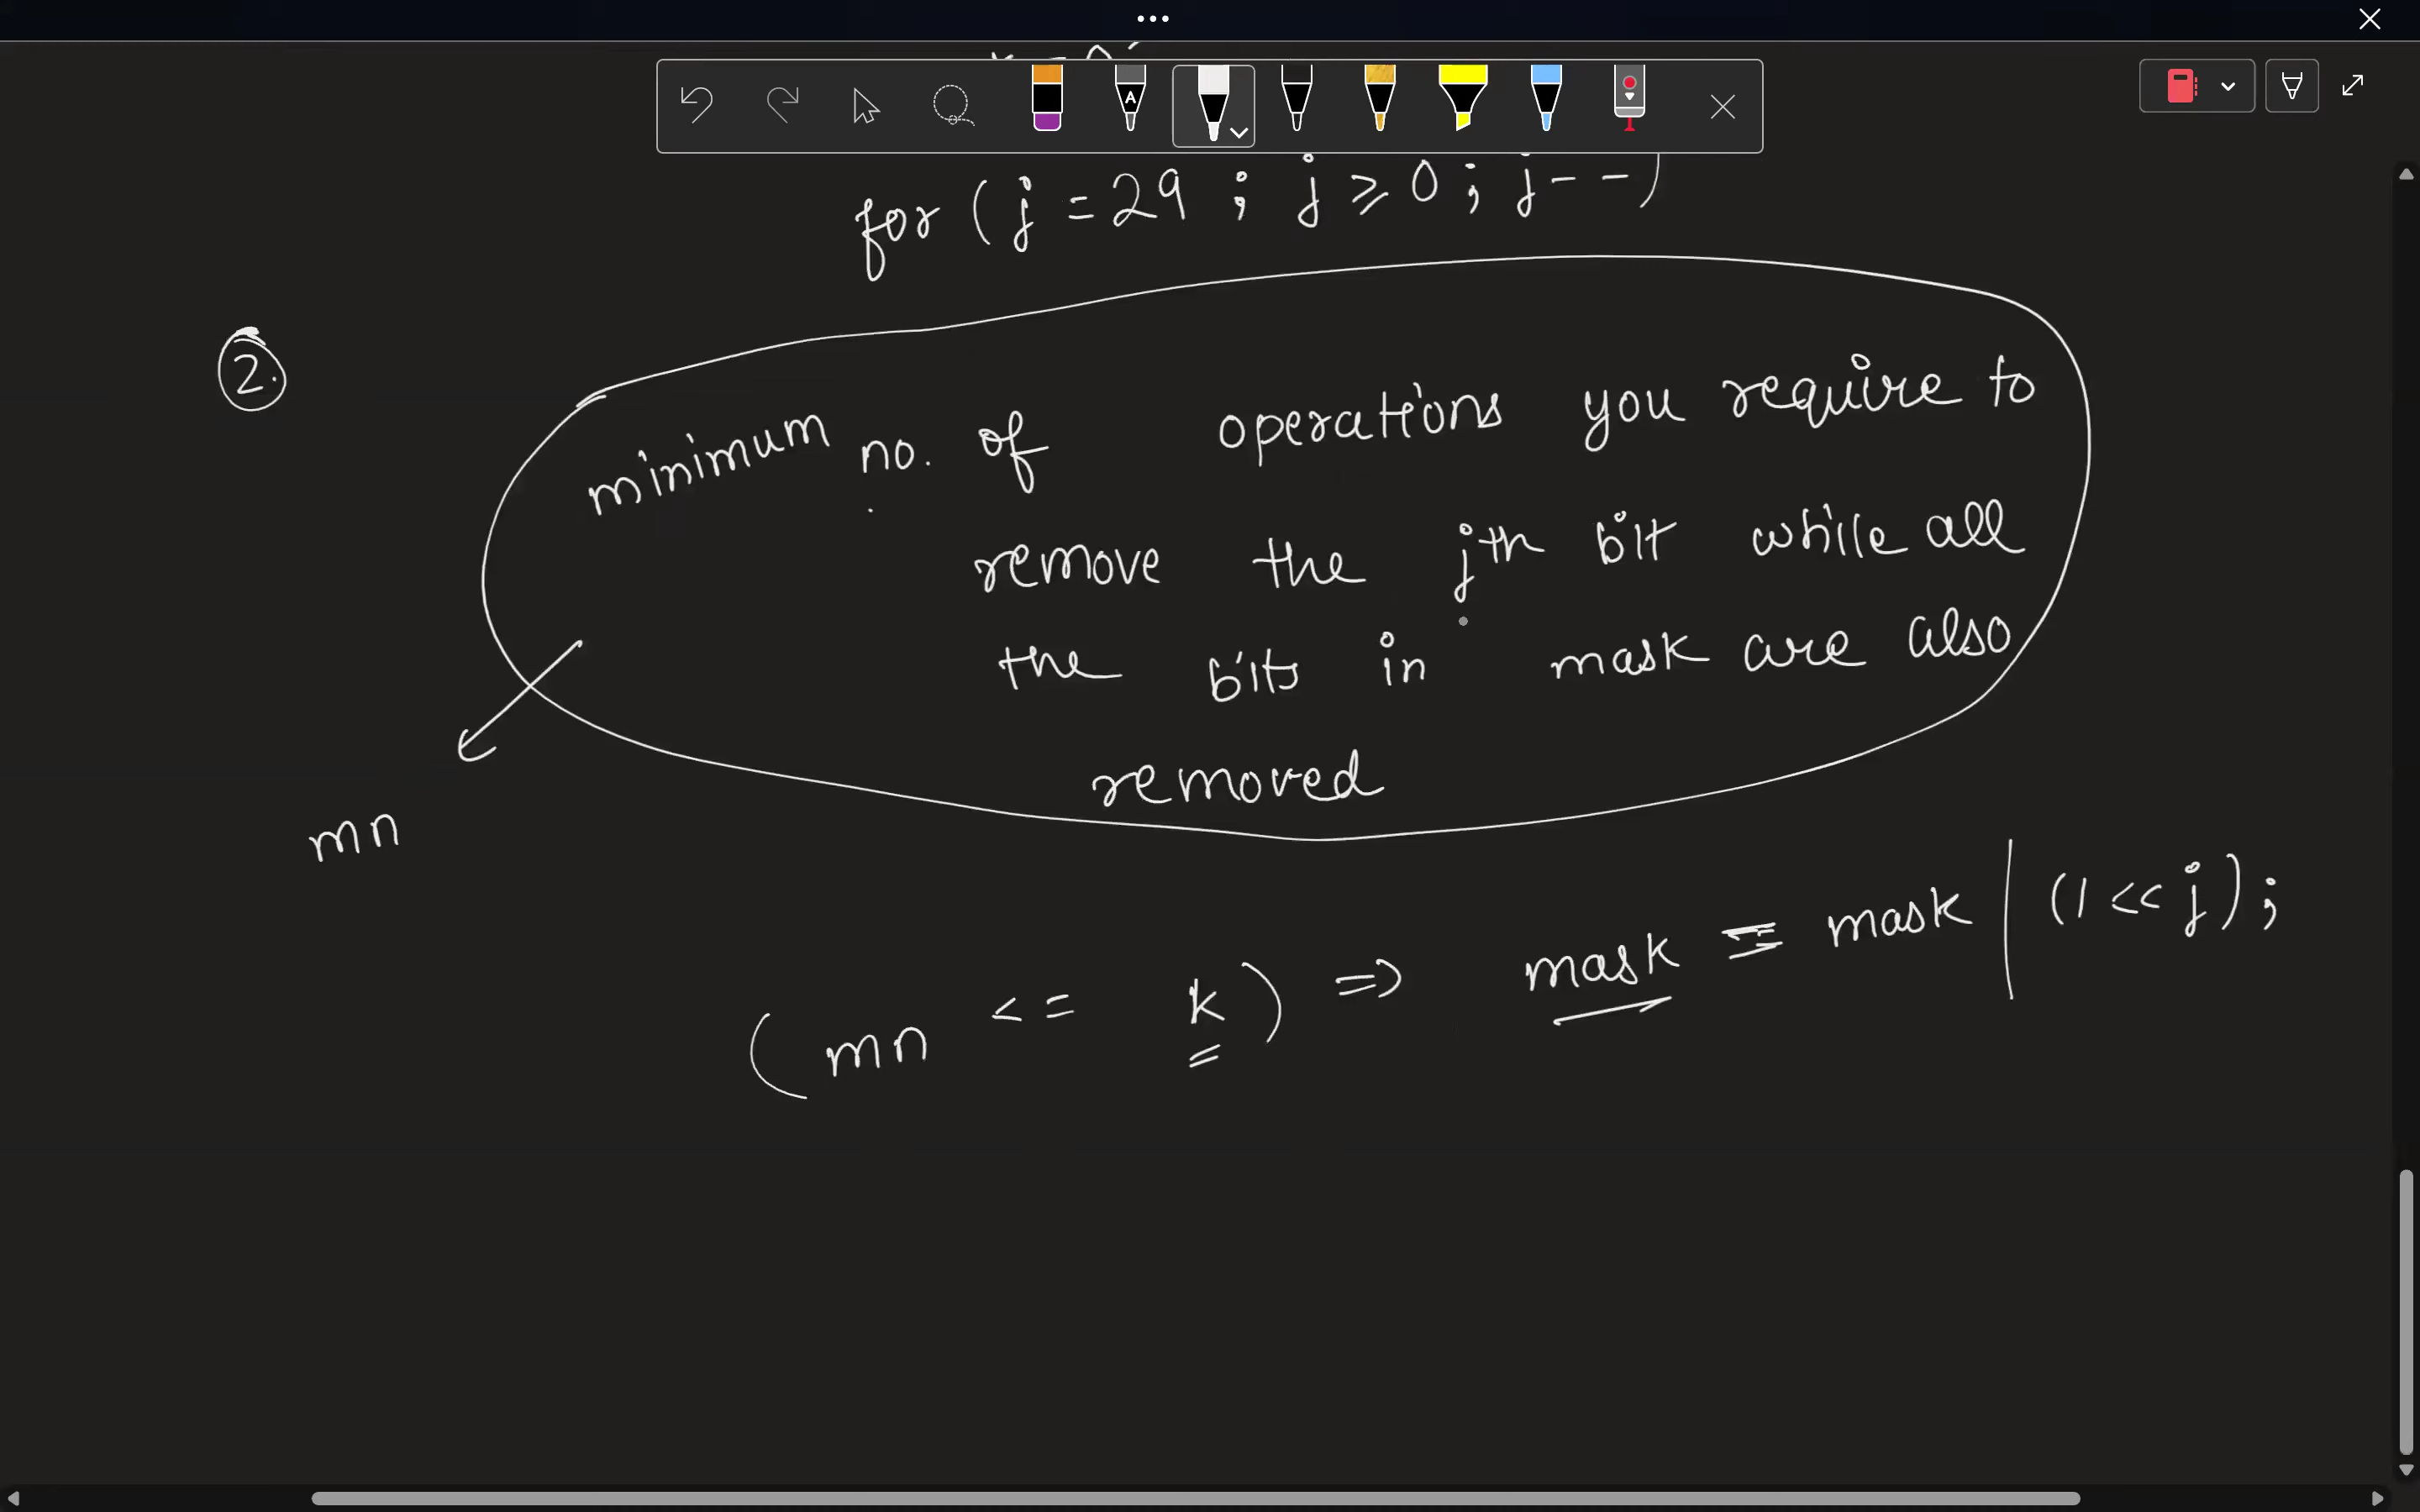 for (j = 29 ; j ≥ 0 ; j--)
2.
minimum no. of operations you require to
remove the jth bit while all
the bits in mask are also
removed
mn
(mn <= k) => mask = mask | (1 << j);